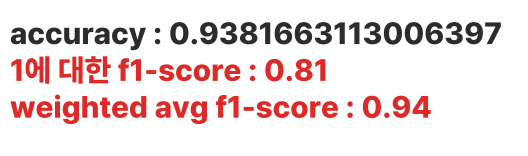 accuracy : 0.9381663113006397
1에 대한 f1-score : 0.81
weighted avg f1-score : 0.94